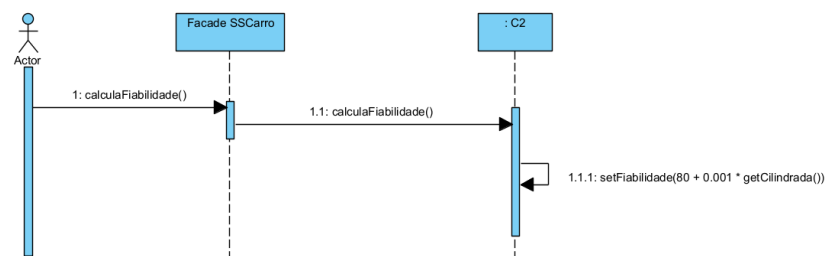 Facade SSCarro
: C2
Actor
1: calculaFiabilidade()
1.1: calculaFiabilidade()
1.1.1: setFiabilidade(80 + 0.001 * getCilindrada())